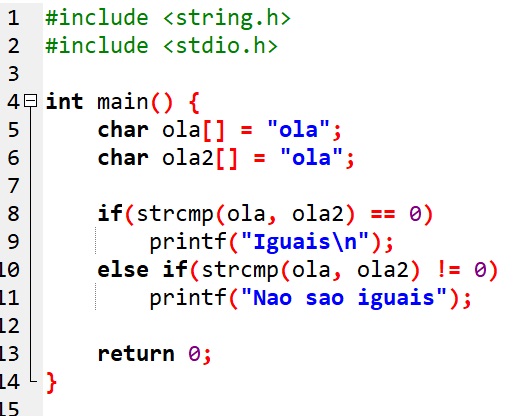 1 #include <string.h>
2 #include <stdio.h>
3
4 int main() {
5     char ola[] = "ola";
6     char ola2[] = "ola";
7
8     if(strcmp(ola, ola2) == 0)
9         printf("Iguais\n");
10     else if(strcmp(ola, ola2) != 0)
11         printf("Nao sao iguais");
12
13     return 0;
14 }
15